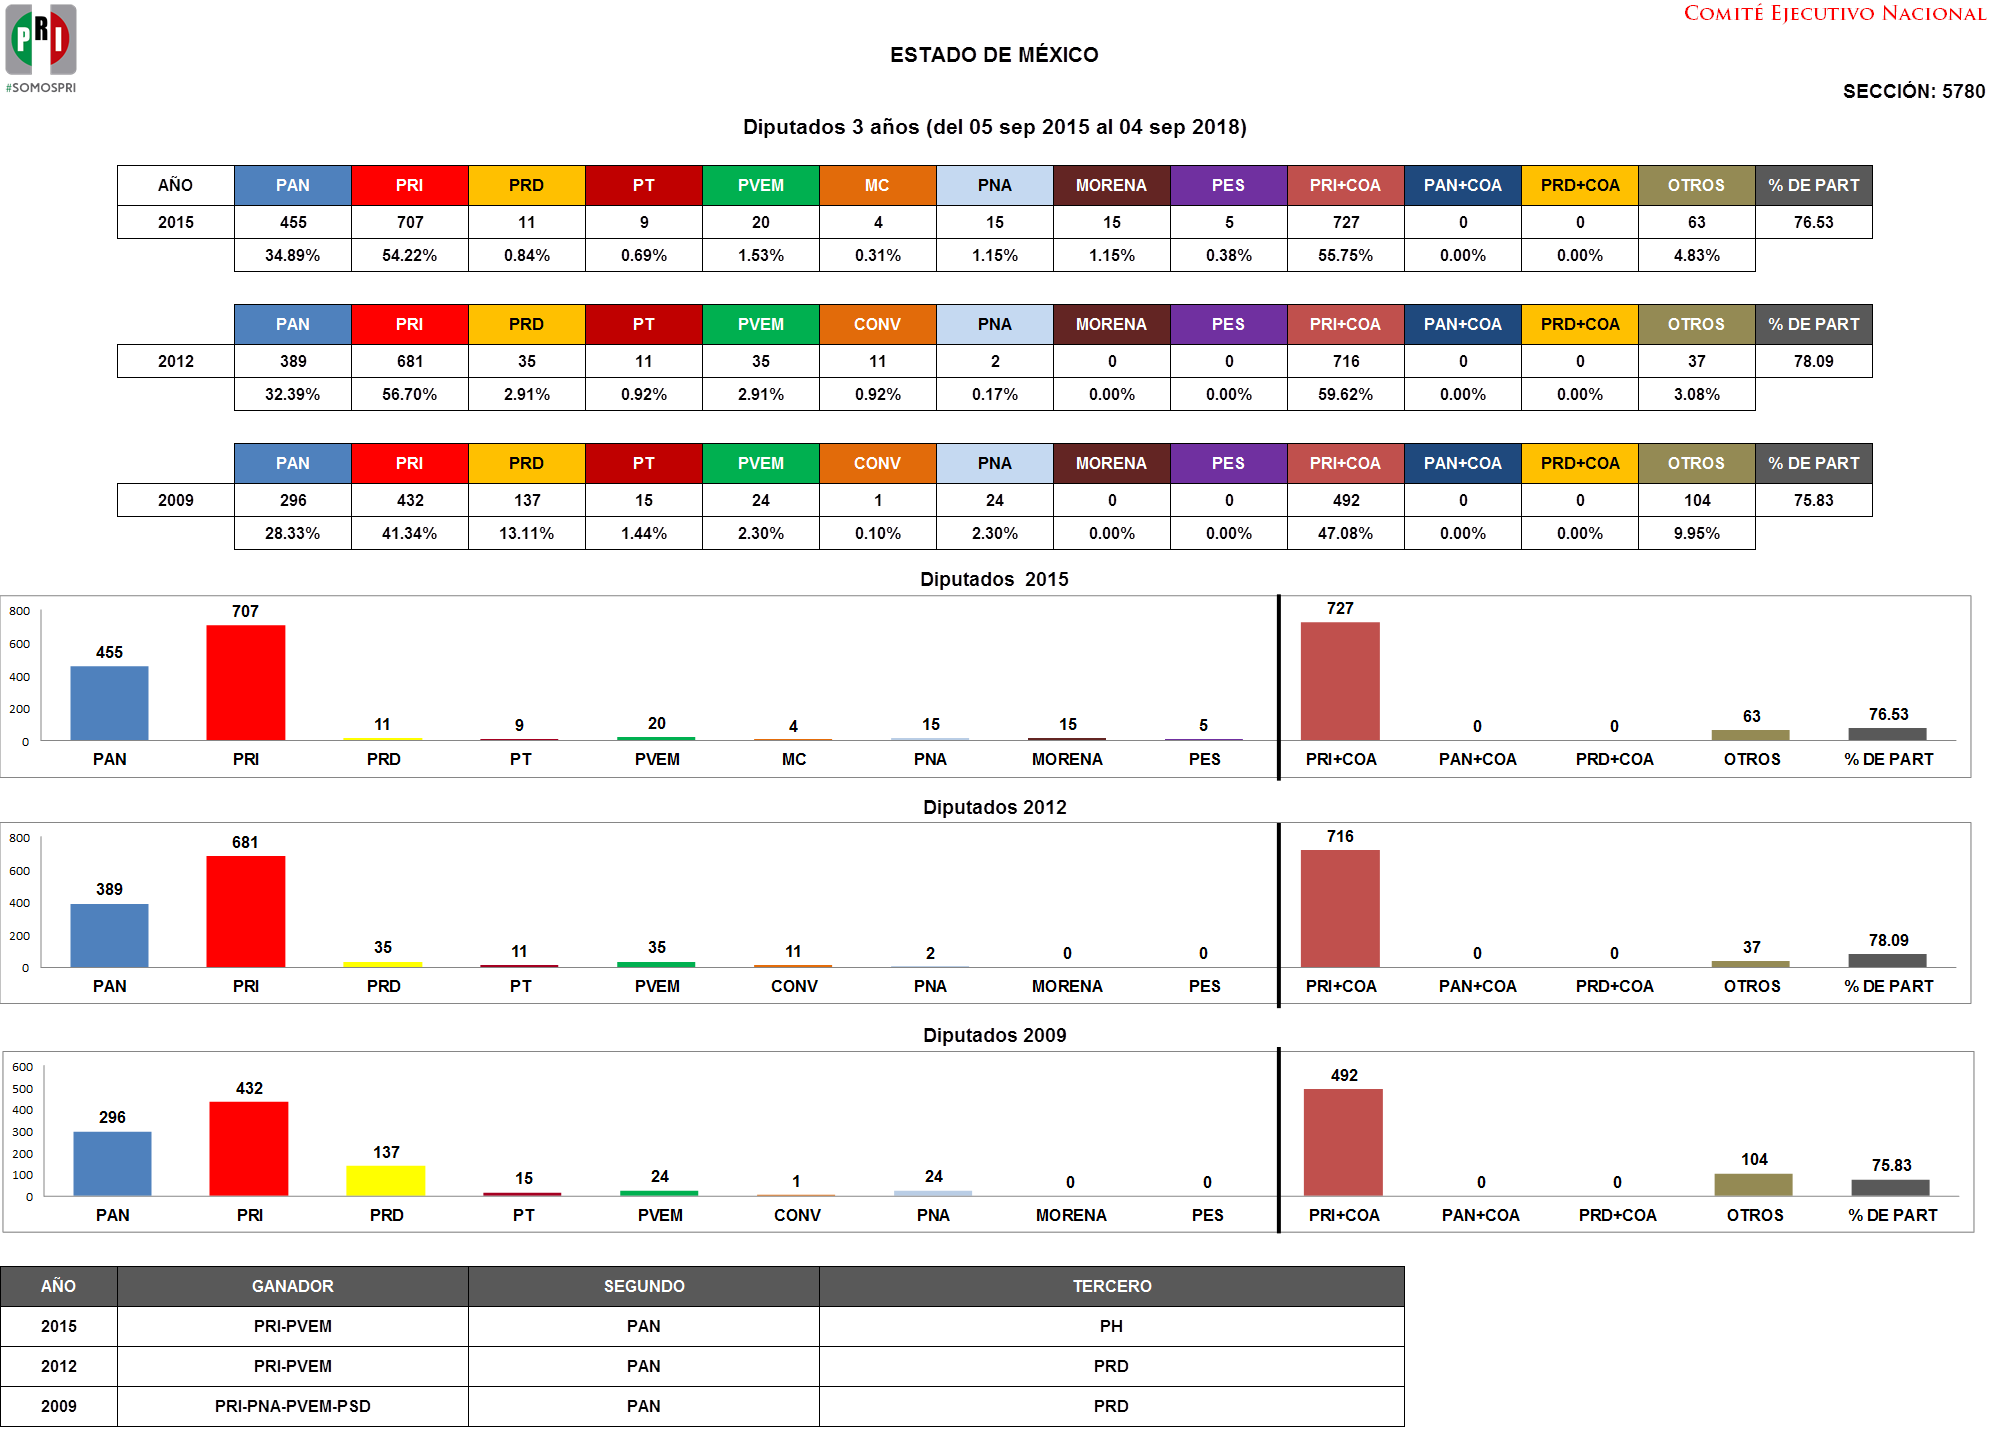 PRI
#SOMOSPRI
COMITÉ EJECUTIVO NACIONAL
ESTADO DE MÉXICO
SECCIÓN: 5780
Diputados 3 años (del 05 sep 2015 al 04 sep 2018)
AÑO PAN PRI PRD PT PVEM MC PNA MORENA PES PRI+COA PAN+COA PRD+COA OTROS % DE PART
2015 455 707 11 9 20 4 15 15 5 727 0 0 63 76.53
34.89% 54.22% 0.84% 0.69% 1.53% 0.31% 1.15% 1.15% 0.38% 55.75% 0.00% 0.00% 4.83%
PAN PRI PRD PT PVEM CONV PNA MORENA PES PRI+COA PAN+COA PRD+COA OTROS % DE PART
2012 389 681 35 11 35 11 2 0 0 716 0 0 37 78.09
32.39% 56.70% 2.91% 0.92% 2.91% 0.92% 0.17% 0.00% 0.00% 59.62% 0.00% 0.00% 3.08%
PAN PRI PRD PT PVEM CONV PNA MORENA PES PRI+COA PAN+COA PRD+COA OTROS % DE PART
2009 296 432 137 15 24 1 24 0 0 492 0 0 104 75.83
28.33% 41.34% 13.11% 1.44% 2.30% 0.10% 2.30% 0.00% 0.00% 47.08% 0.00% 0.00% 9.95%
Diputados 2015
800
600
400
200
0
455 707 11 9 20 4 15 15 5 727 0 0 63 76.53
PAN PRI PRD PT PVEM MC PNA MORENA PES PRI+COA PAN+COA PRD+COA OTROS % DE PART
Diputados 2012
800
600
400
200
0
389 681 35 11 35 11 2 0 0 716 0 0 37 78.09
PAN PRI PRD PT PVEM CONV PNA MORENA PES PRI+COA PAN+COA PRD+COA OTROS % DE PART
Diputados 2009
600
500
400
300
200
100
0
296 432 137 15 24 1 24 0 0 492 0 0 104 75.83
PAN PRI PRD PT PVEM CONV PNA MORENA PES PRI+COA PAN+COA PRD+COA OTROS % DE PART
AÑO GANADOR SEGUNDO TERCERO
2015 PRI-PVEM PAN PH
2012 PRI-PVEM PAN PRD
2009 PRI-PNA-PVEM-PSD PAN PRD